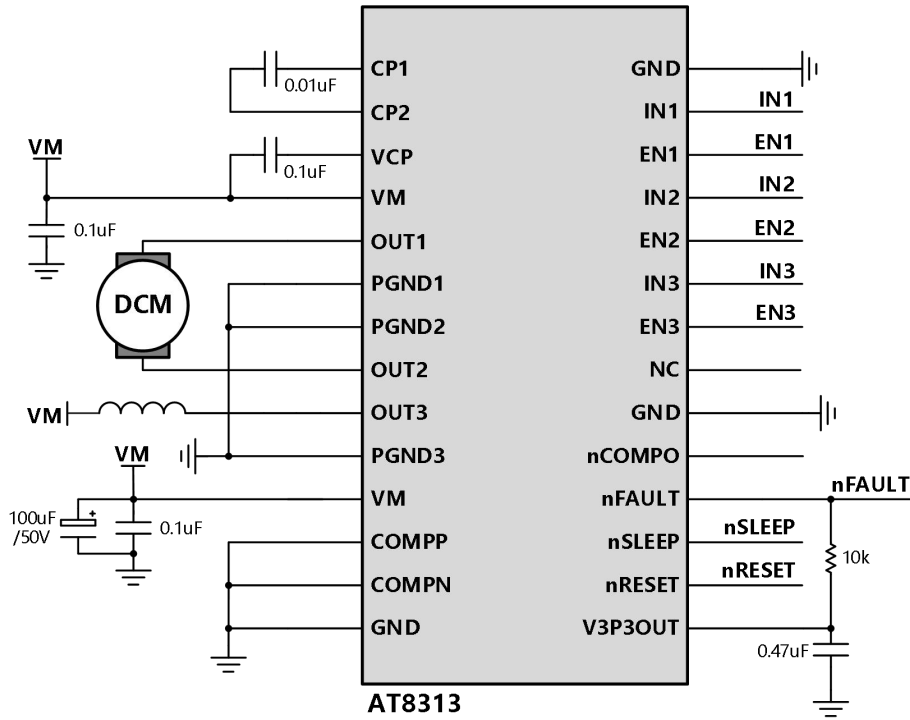 CP1
0.01uF
CP2
VCP
0.1uF
VM
VM
0.1uF
OUT1
PGND1
DCM
PGND2
OUT2
VM
OUT3
VM
PGND3
VM
100uF
/50V
0.1uF
COMPP
COMPN
GND
GND
IN1
IN1
EN1
EN1
IN2
IN2
EN2
EN2
IN3
IN3
EN3
EN3
NC
GND
nCOMPO
nFAULT
nFAULT
nSLEEP
nSLEEP
10k
nRESET
nRESET
V3P3OUT
0.47uF
AT8313